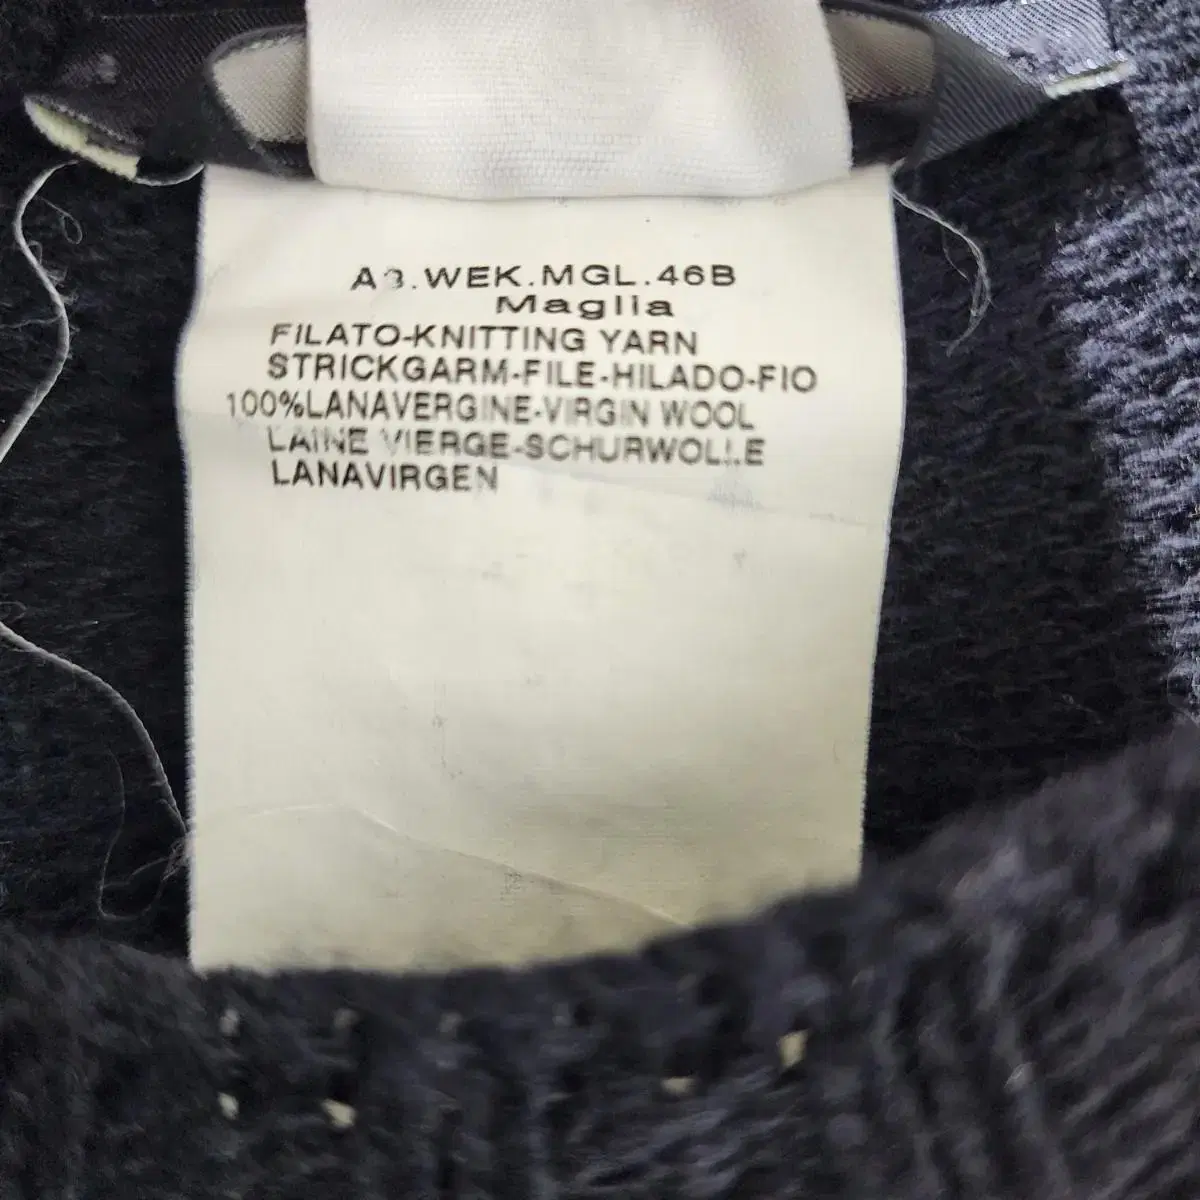 A3.WEK.MGL.46B
Maglia
FILATO-KNITTING YARN
STRICKGARM-FILE-HILADO-FIO
100%LANAVERGINE-VIRGIN WOOL
LAINE VIERGE-SCHURWOLLE
LANAVIRGEN